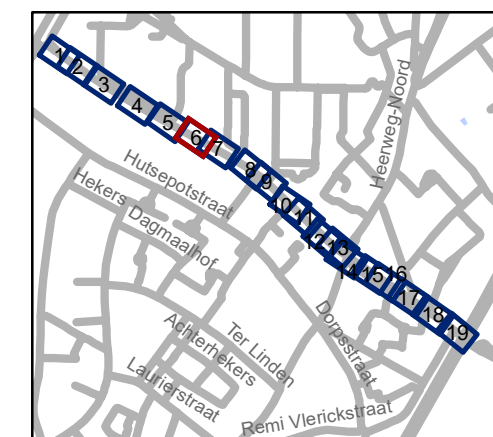 1
2
3
4
5
6
7
8
9
10
11
12
13
14
15
16
17
18
19
Heerweg-Noord
Hutsepotstraat
Hekers
Dagmaalhof
Dorpsstraat
Ter Linden
Achterhekers
Laurierstraat
Remi Vlerickstraat